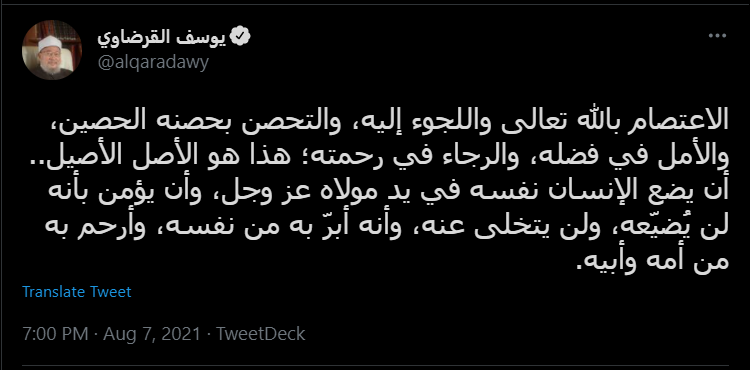 يوسف القرضاوي
@alqaradawy
الاعتصام بالله تعالى واللجوء إليه، والتحصن بحصنه الحصين،
والأمل في فضله، والرجاء في رحمته؛ هذا هو الأصل الأصيل..
أن يضع الإنسان نفسه في يد مولاه عز وجل، وأن يؤمن بأنه
لن يُضيّعه، ولن يتخلى عنه، وأنه أبرّ به من نفسه، وأرحم به
من أمه وأبيه.
Translate Tweet
7:00 PM · Aug 7, 2021 · TweetDeck